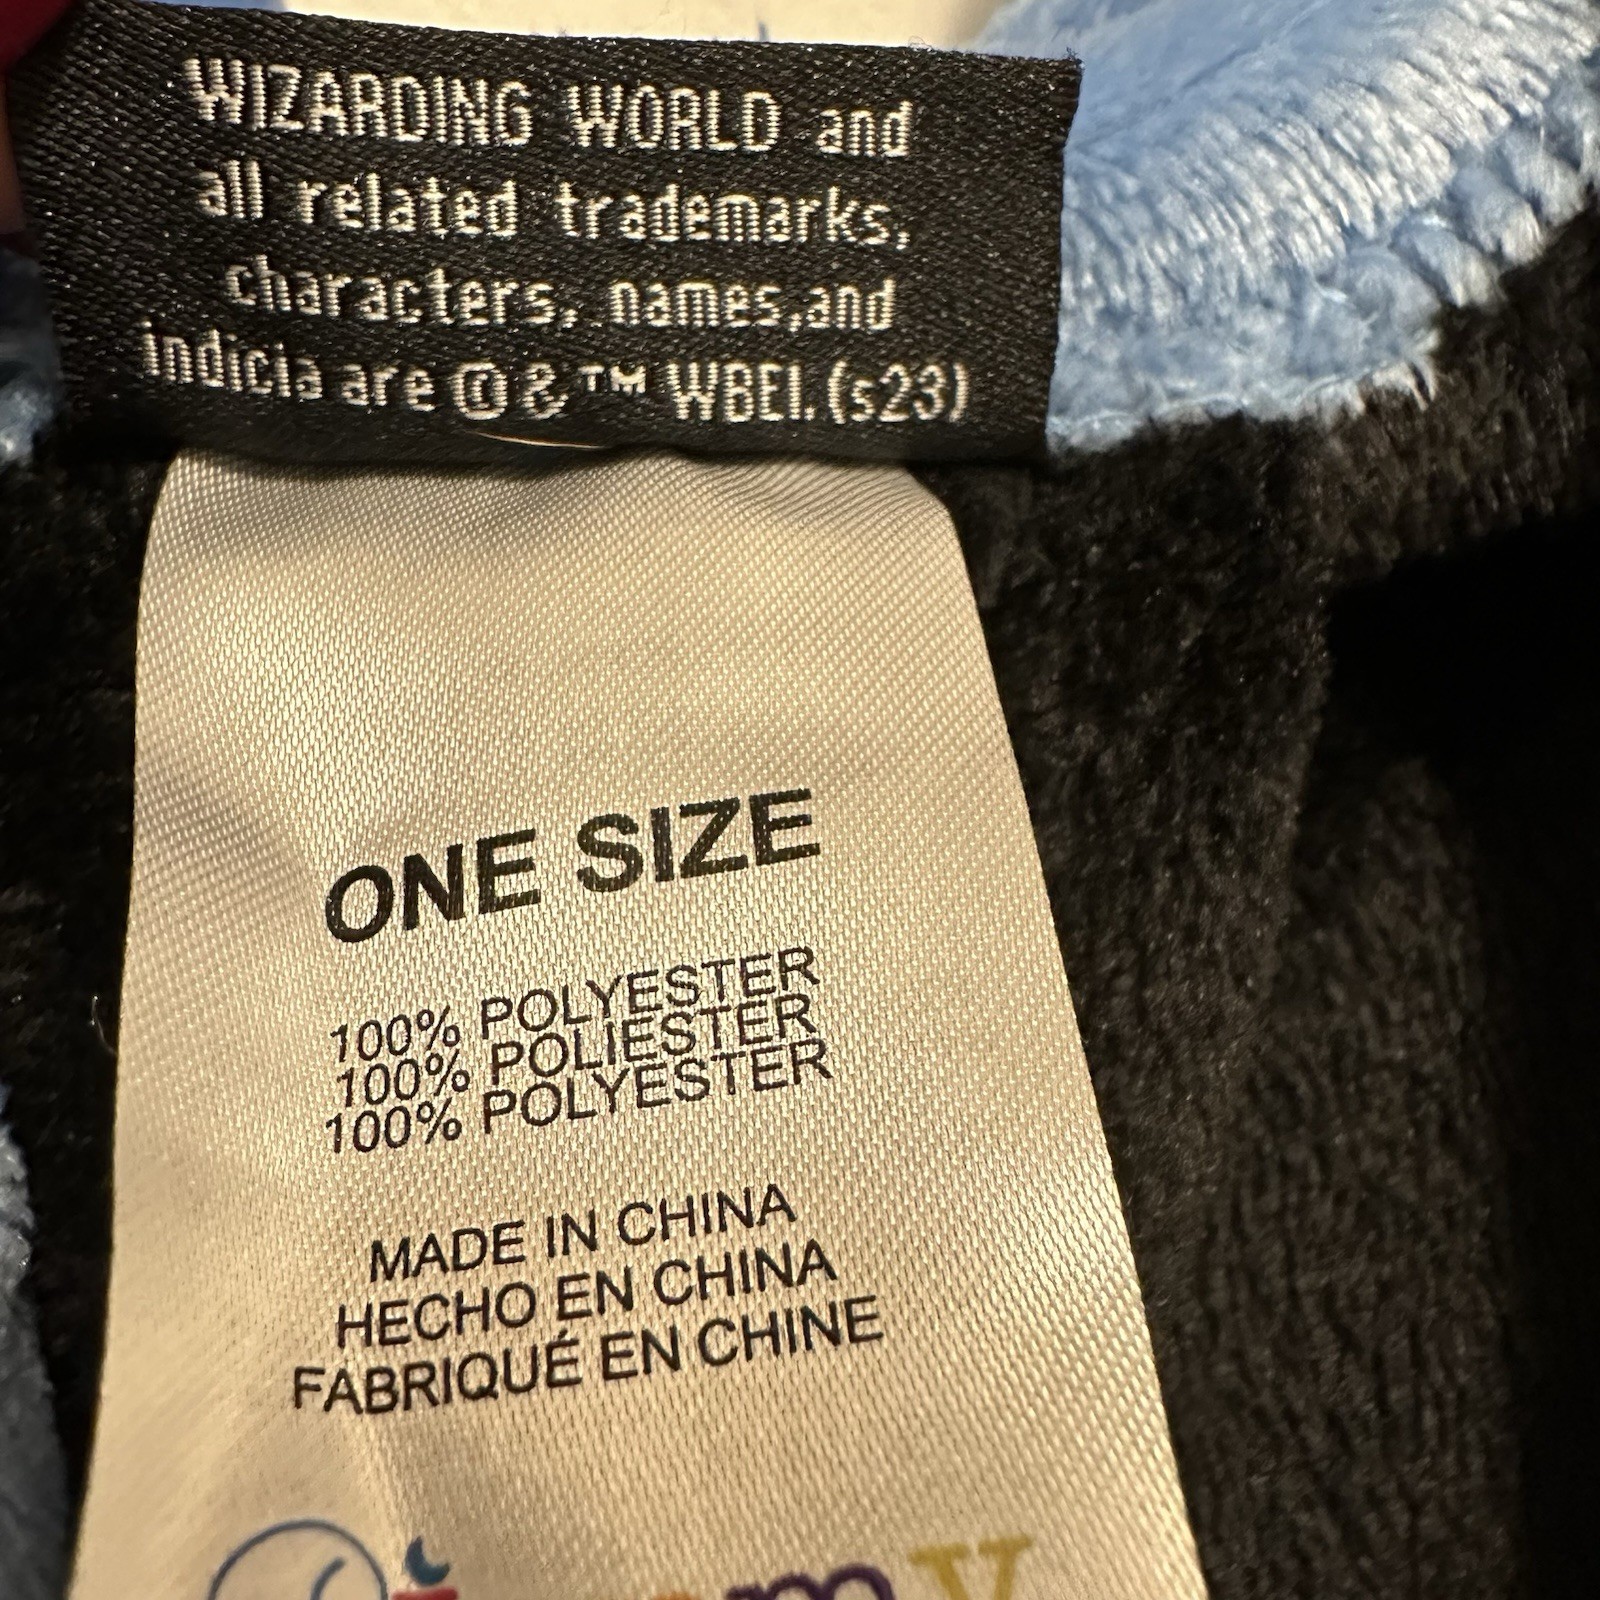 WIZARDING WORLD and
all related trademarks,
characters, names,and
indicia are © & ™ WBEI. (s23)
ONE SIZE
100% POLYESTER
100% POLIESTER
100% POLYESTER
MADE IN CHINA
HECHO EN CHINA
FABRIQUÉ EN CHINE